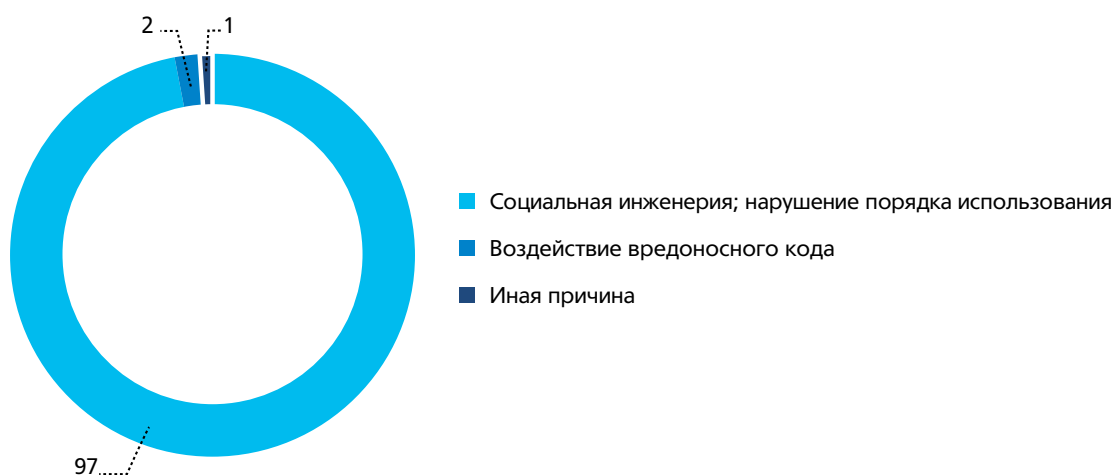 2
1
Социальная инженерия; нарушение порядка использования
Воздействие вредоносного кода
Иная причина
97